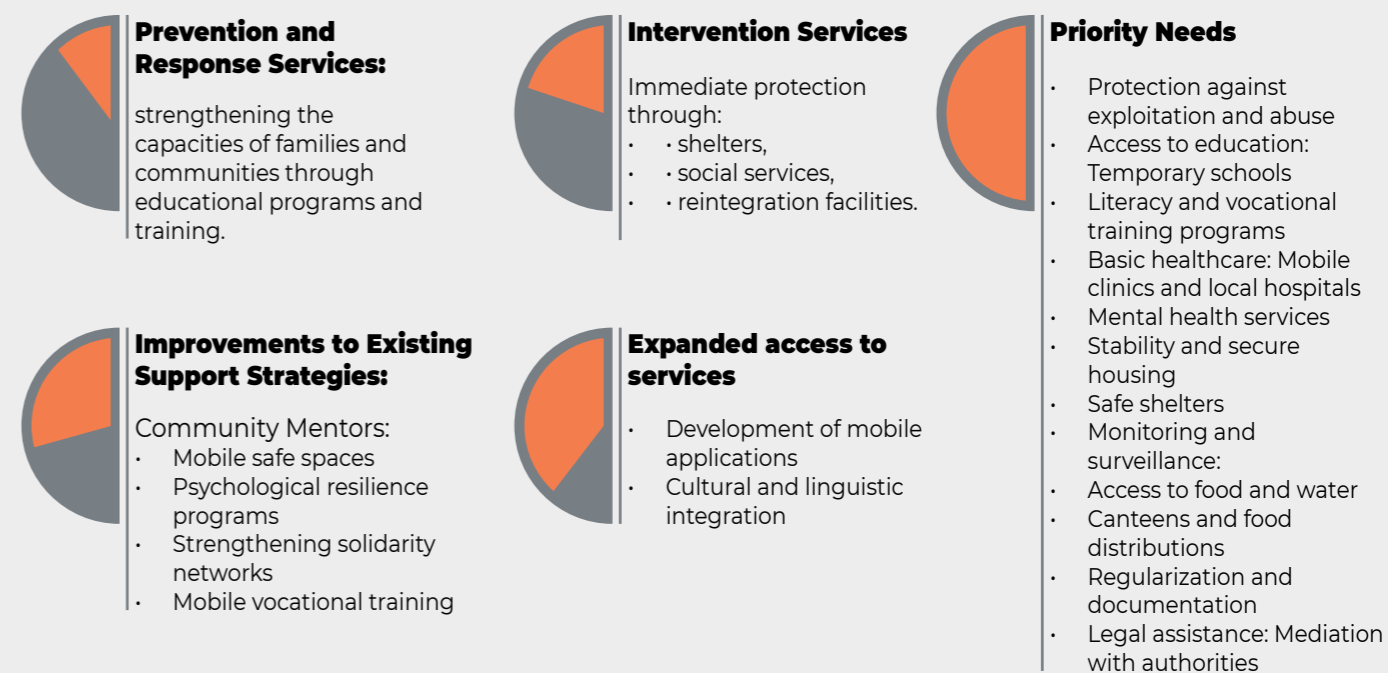 Prevention and
Response Services:
strengthening the
capacities of families and
communities through
educational programs and
training.
Intervention Services
Immediate protection
through:
• • shelters,
• • social services,
• • reintegration facilities.
Priority Needs
• Protection against
exploitation and abuse
• Access to education:
Temporary schools
• Literacy and vocational
training programs
• Basic healthcare: Mobile
clinics and local hospitals
• Mental health services
• Stability and secure
housing
• Safe shelters
• Monitoring and
surveillance:
• Access to food and water
• Canteens and food
distributions
• Regularization and
documentation
• Legal assistance: Mediation
with authorities
Improvements to Existing
Support Strategies:
Community Mentors:
• Mobile safe spaces
• Psychological resilience
programs
• Strengthening solidarity
networks
• Mobile vocational training
Expanded access to
services
• Development of mobile
applications
• Cultural and linguistic
integration